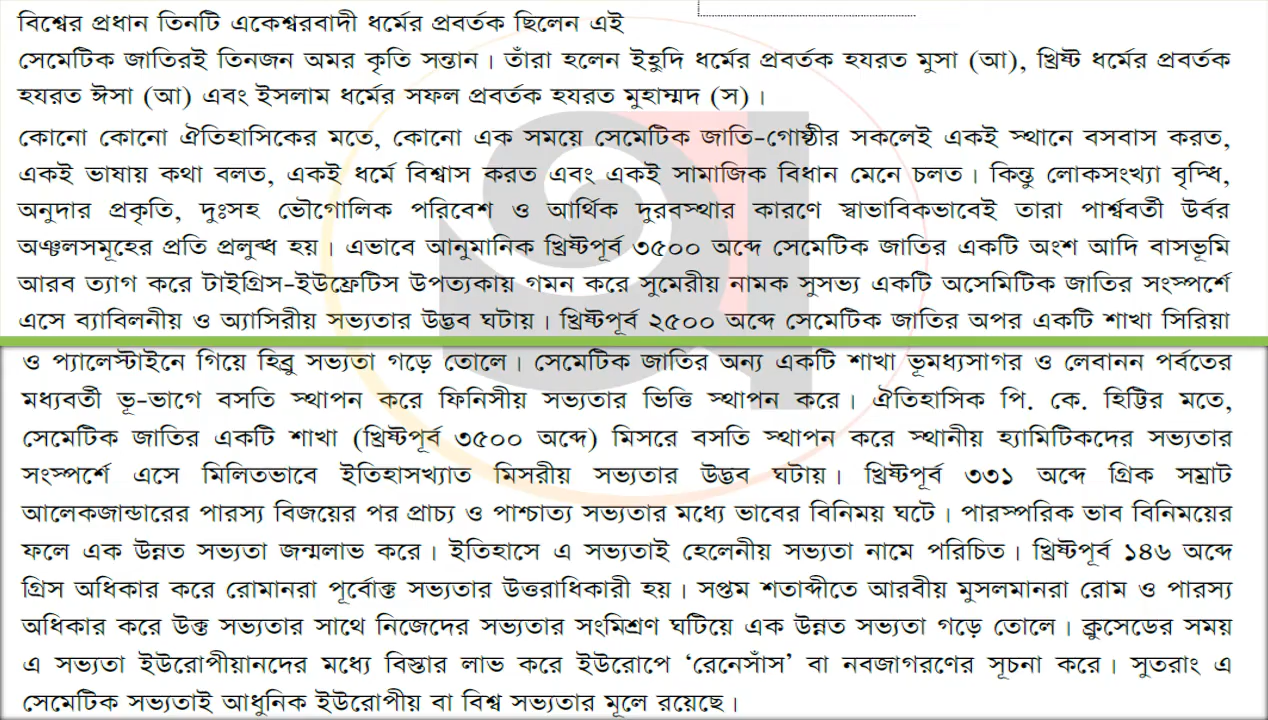 বিশ্বের প্রধান তিনটি একেশ্বরবাদী ধর্মের প্রবর্তক ছিলেন এই
সেমেটিক জাতিরই তিনজন অমর কৃতি সন্তান। তাঁরা হলেন ইহুদি ধর্মের প্রবর্তক হযরত মুসা (আ), খ্রিষ্ট ধর্মের প্রবর্তক
হযরত ঈসা (আ) এবং ইসলাম ধর্মের সফল প্রবর্তক হযরত মুহাম্মদ (স)।
কোনো কোনো ঐতিহাসিকের মতে, কোনো এক সময়ে সেমেটিক জাতি-গোষ্ঠীর সকলেই একই স্থানে বসবাস করত,
একই ভাষায় কথা বলত, একই ধর্মে বিশ্বাস করত এবং একই সামাজিক বিধান মেনে চলত। কিন্তু লোকসংখ্যা বৃদ্ধি,
অনুদার প্রকৃতি, দুঃসহ ভৌগোলিক পরিবেশ ও আর্থিক দুরবস্থার কারণে স্বাভাবিকভাবেই তারা পার্শ্ববর্তী উর্বর
অঞ্চলসমূহের প্রতি প্রলুব্ধ হয়। এভাবে আনুমানিক খ্রিষ্টপূর্ব ৩৫০০ অব্দে সেমেটিক জাতির একটি অংশ আদি বাসভূমি
আরব ত্যাগ করে টাইগ্রিস-ইউফ্রেটিস উপত্যকায় গমন করে সুমেরীয় নামক সুসভ্য একটি অসেমিটিক জাতির সংস্পর্শে
এসে ব্যাবিলনীয় ও অ্যাসিরীয় সভ্যতার উদ্ভব ঘটায়। খ্রিষ্টপূর্ব ২৫০০ অব্দে সেমেটিক জাতির অপর একটি শাখা সিরিয়া
ও প্যালেস্টাইনে গিয়ে হিব্রু সভ্যতা গড়ে তোলে। সেমেটিক জাতির অন্য একটি শাখা ভূমধ্যসাগর ও লেবানন পর্বতের
মধ্যবর্তী ভূ-ভাগে বসতি স্থাপন করে ফিনিসীয় সভ্যতার ভিত্তি স্থাপন করে। ঐতিহাসিক পি. কে. হিট্টির মতে,
সেমেটিক জাতির একটি শাখা (খ্রিষ্টপূর্ব ৩৫০০ অব্দে) মিসরে বসতি স্থাপন করে স্থানীয় হ্যামিটিকদের সভ্যতার
সংস্পর্শে এসে মিলিতভাবে ইতিহাসখ্যাত মিসরীয় সভ্যতার উদ্ভব ঘটায়। খ্রিষ্টপূর্ব ৩৩১ অব্দে গ্রিক সম্রাট
আলেকজান্ডারের পারস্য বিজয়ের পর প্রাচ্য ও পাশ্চাত্য সভ্যতার মধ্যে ভাবের বিনিময় ঘটে। পারস্পরিক ভাব বিনিময়ের
ফলে এক উন্নত সভ্যতা জন্মলাভ করে। ইতিহাসে এ সভ্যতাই হেলেনীয় সভ্যতা নামে পরিচিত। খ্রিষ্টপূর্ব ১৪৬ অব্দে
গ্রিস অধিকার করে রোমানরা পূর্বোক্ত সভ্যতার উত্তরাধিকারী হয়। সপ্তম শতাব্দীতে আরবীয় মুসলমানরা রোম ও পারস্য
অধিকার করে উক্ত সভ্যতার সাথে নিজেদের সভ্যতার সংমিশ্রণ ঘটিয়ে এক উন্নত সভ্যতা গড়ে তোলে। ক্রুসেডের সময়
এ সভ্যতা ইউরোপীয়ানদের মধ্যে বিস্তার লাভ করে ইউরোপে ‘রেনেসাঁস’ বা নবজাগরণের সূচনা করে। সুতরাং এ
সেমেটিক সভ্যতাই আধুনিক ইউরোপীয় বা বিশ্ব সভ্যতার মূলে রয়েছে।